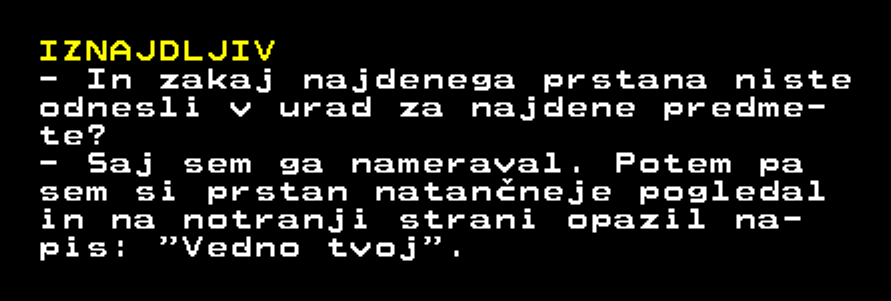 IZNAJDLJIV
- In zakaj najdenega prstana niste
odnesli v urad za najdene predme-
te?
- Saj sem ga nameraval. Potem pa
sem si prstan natančneje pogledal
in na notranji strani opazil na-
pis: ”Vedno tvoj”.